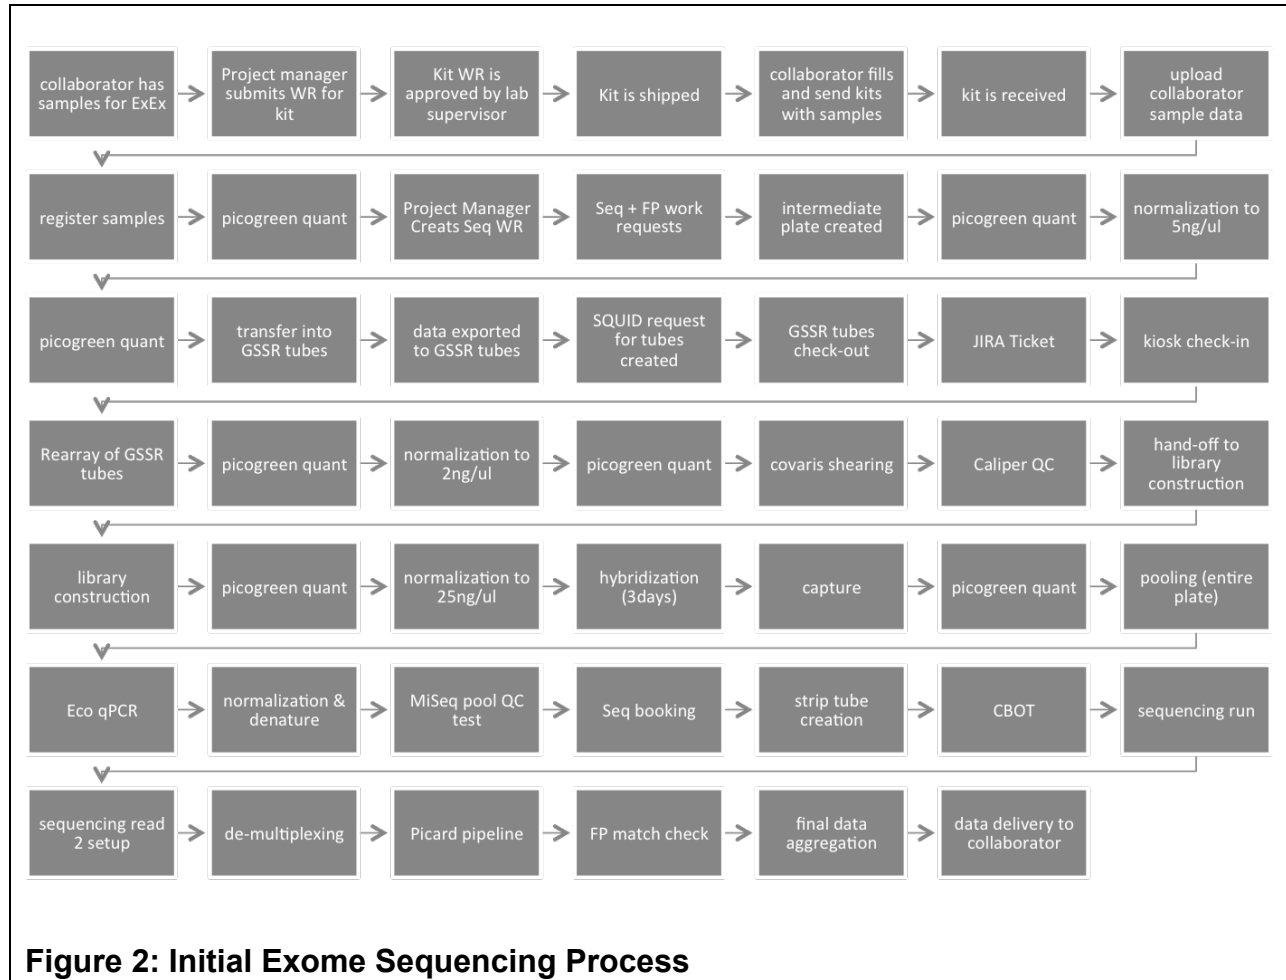 collaborator has
samples for ExEx
Project manager
submits WR for
kit
Kit WR is
approved by lab
supervisor
Kit is shipped
collaborator fills
and send kits
with samples
kit is received
upload
collaborator
sample data
register samples
picogreen quant
Project Manager
Creats Seq WR
Seq + FP work
requests
intermediate
plate created
picogreen quant
normalization to
5ng/ul
picogreen quant
transfer into
GSSR tubes
data exported
to GSSR tubes
SQUID request
for tubes
created
GSSR tubes
check-out
JIRA Ticket
kiosk check-in
Rearray of GSSR
tubes
picogreen quant
normalization to
2ng/ul
picogreen quant
covaris shearing
Caliper QC
hand-off to
library
construction
library
construction
picogreen quant
normalization to
25ng/ul
hybridization
(3days)
capture
picogreen quant
pooling (entire
plate)
Eco qPCR
normalization &
denature
MiSeq pool QC
test
Seq booking
strip tube
creation
CBOT
sequencing run
sequencing read
2 setup
de-multiplexing
Picard pipeline
FP match check
final data
aggregation
data delivery to
collaborator
Figure 2: Initial Exome Sequencing Process